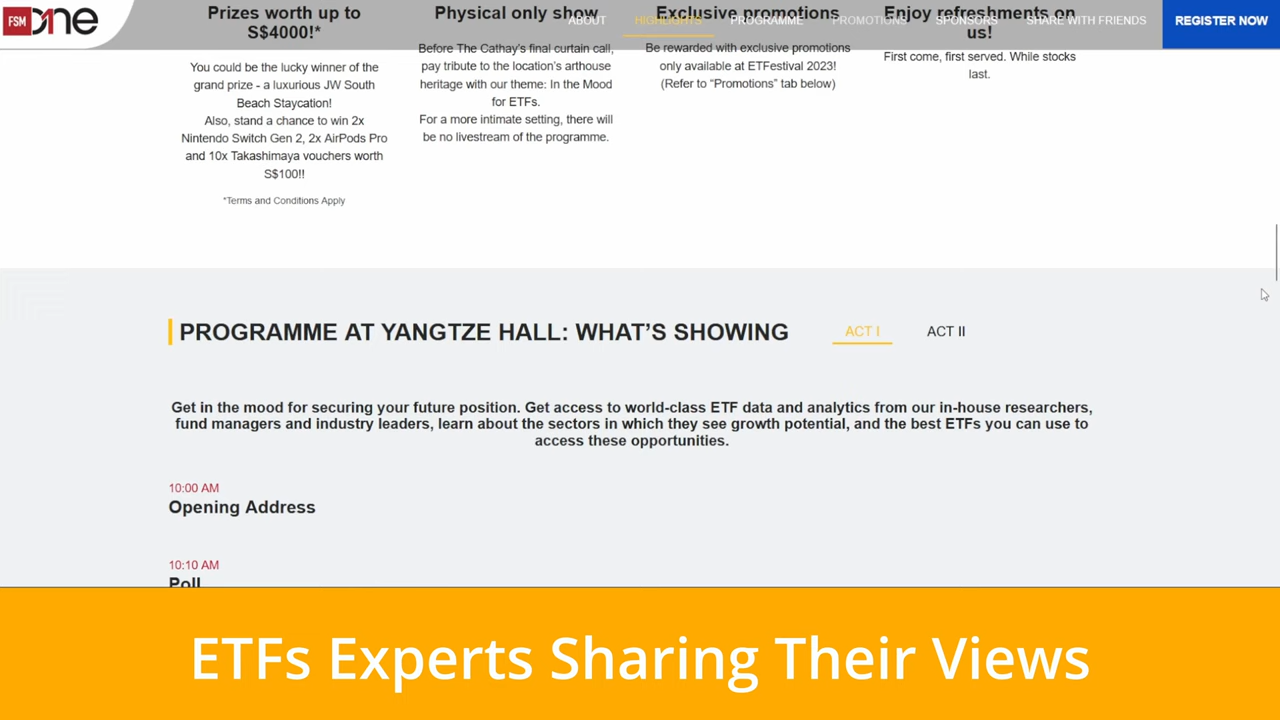 FSM One
ABOUT
HIGHLIGHTS
PROGRAMME
PROMOTIONS
SPONSORS
SHARE WITH FRIENDS
REGISTER NOW
Prizes worth up to
S$4000!*
You could be the lucky winner of the
grand prize - a luxurious JW South
Beach Staycation!
Also, stand a chance to win 2x
Nintendo Switch Gen 2, 2x AirPods Pro
and 10x Takashimaya vouchers worth
S$100!!
*Terms and Conditions Apply
Physical only show
Before The Cathay's final curtain call,
pay tribute to the location's arthouse
heritage with our theme: In the Mood
for ETFs.
For a more intimate setting, there will
be no livestream of the programme.
Exclusive promotions
Be rewarded with exclusive promotions
only available at ETFestival 2023!
(Refer to “Promotions” tab below)
Enjoy refreshments on
us!
First come, first served. While stocks
last.
PROGRAMME AT YANGTZE HALL: WHAT'S SHOWING
ACT I
ACT II
Get in the mood for securing your future position. Get access to world-class ETF data and analytics from our in-house researchers,
fund managers and industry leaders, learn about the sectors in which they see growth potential, and the best ETFs you can use to
access these opportunities.
10:00 AM
Opening Address
10:10 AM
Poll
ETFs Experts Sharing Their Views